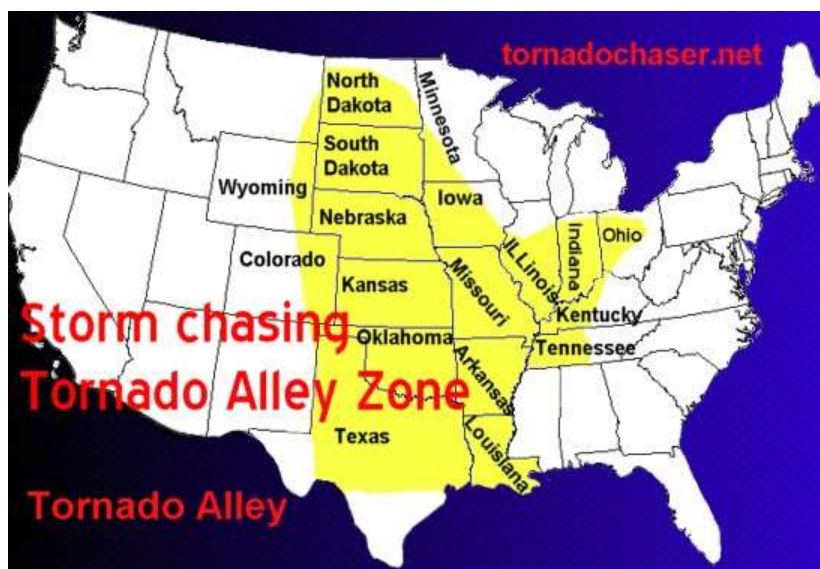 tornadochaser.net
North
Dakota
Minnesota
South
Dakota
Wyoming
Iowa
Nebraska
Ohio
Indiana
ILLinois
Colorado
Kansas
Missouri
Kentucky
Storm chasing
Oklahoma
Tennessee
Arkansas
Tornado Alley Zone
Texas
Louisiana
Tornado Alley